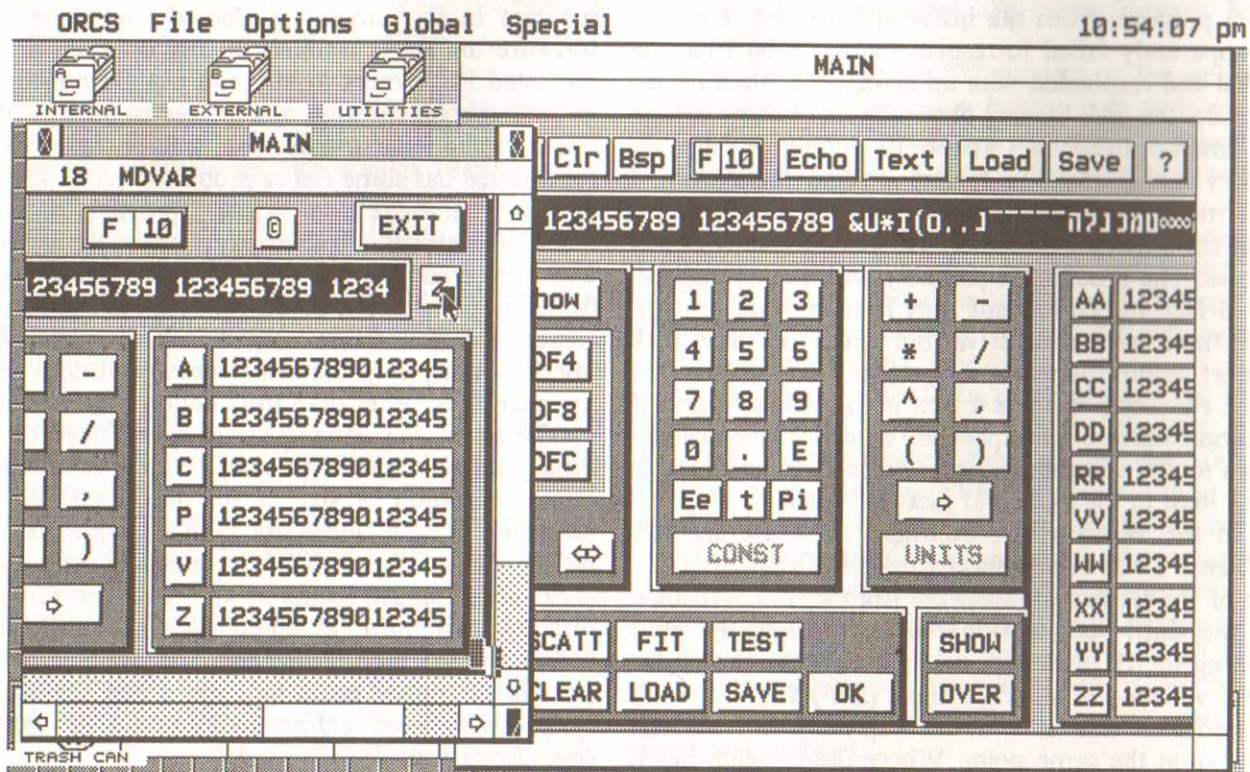 ORCS File Options Global Special 10:54:07 pm
A B C
INTERNAL EXTERNAL UTILITIES
MAIN
18 MDVAR
F 10 © EXIT
123456789 123456789 1234 Z
-
/
,
)
A 123456789012345
B 123456789012345
C 123456789012345
P 123456789012345
V 123456789012345
Z 123456789012345
TRASH CAN
MAIN
Clr Bsp F 10 Echo Text Load Save ?
123456789 123456789 &U*I(O..
how
DF4
DF8
DFC
1 2 3
4 5 6
7 8 9
0 . E
Ee t Pi
CONST
+ -
* /
^ ,
( )
⇨
UNITS
AA 12345
BB 12345
CC 12345
DD 12345
RR 12345
VV 12345
WW 12345
XX 12345
YY 12345
ZZ 12345
SCATT FIT TEST
CLEAR LOAD SAVE OK
SHOW
OVER